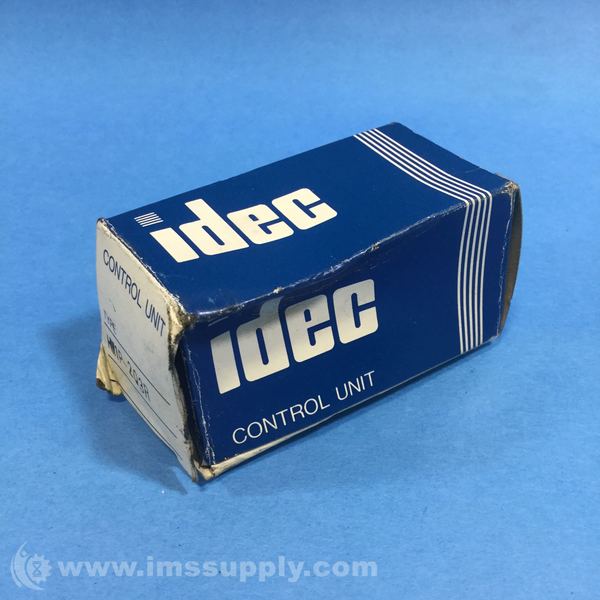 idec
idec
CONTROL UNIT
CONTROL UNIT
TYPE
www.imssupply.com